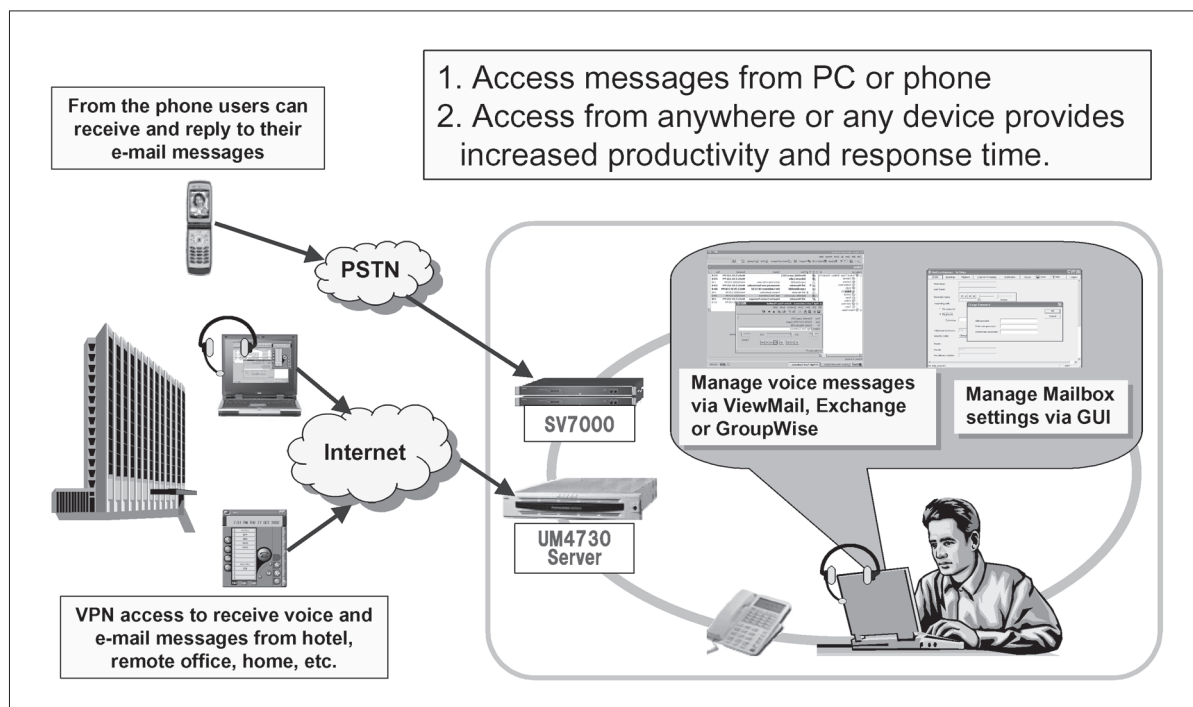 1. Access messages from PC or phone
2. Access from anywhere or any device provides
increased productivity and response time.
From the phone users can
receive and reply to their
e-mail messages
PSTN
SV7000
Internet
UM4730
Server
VPN access to receive voice and
e-mail messages from hotel,
remote office, home, etc.
Manage voice messages
via ViewMail, Exchange
or GroupWise
Manage Mailbox
settings via GUI